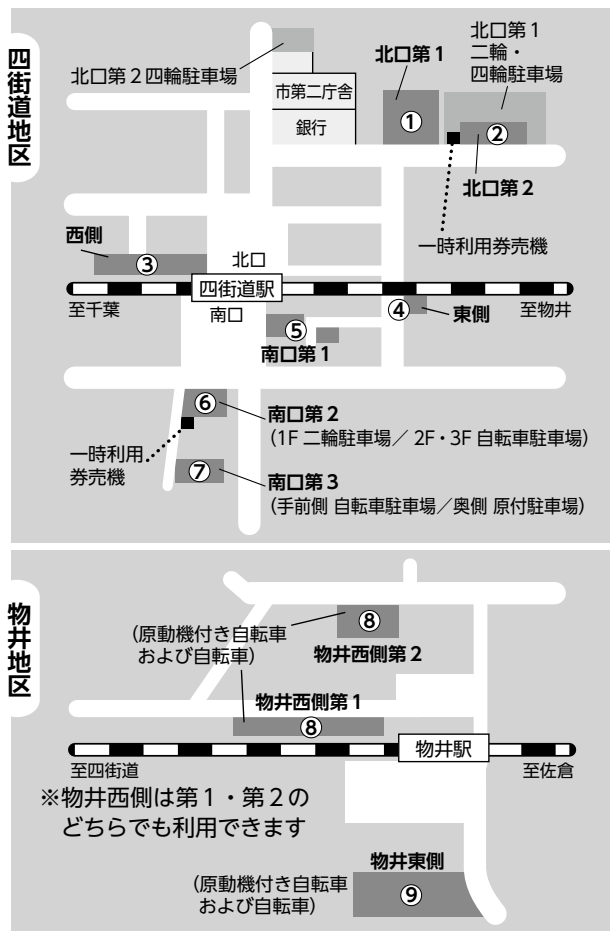 四街道地区
北口第２四輪駐車場
市第二庁舎
銀行
北口第１
①
北口第１
二輪・
四輪駐車場
②
北口第２
一時利用券売機
西側
③
北口
四街道駅
南口
至千葉
至物井
④
東側
⑤
南口第１
⑥
南口第２
（1F 二輪駐車場／ 2F・3F 自転車駐車場）
一時利用
券売機
⑦
南口第３
（手前側 自転車駐車場／奥側 原付駐車場）
物井地区
（原動機付き自転車
および自転車）
⑧
物井西側第２
物井西側第１
⑧
物井駅
至四街道
至佐倉
※物井西側は第１・第２の
どちらでも利用できます
物井東側
（原動機付き自転車
および自転車）
⑨